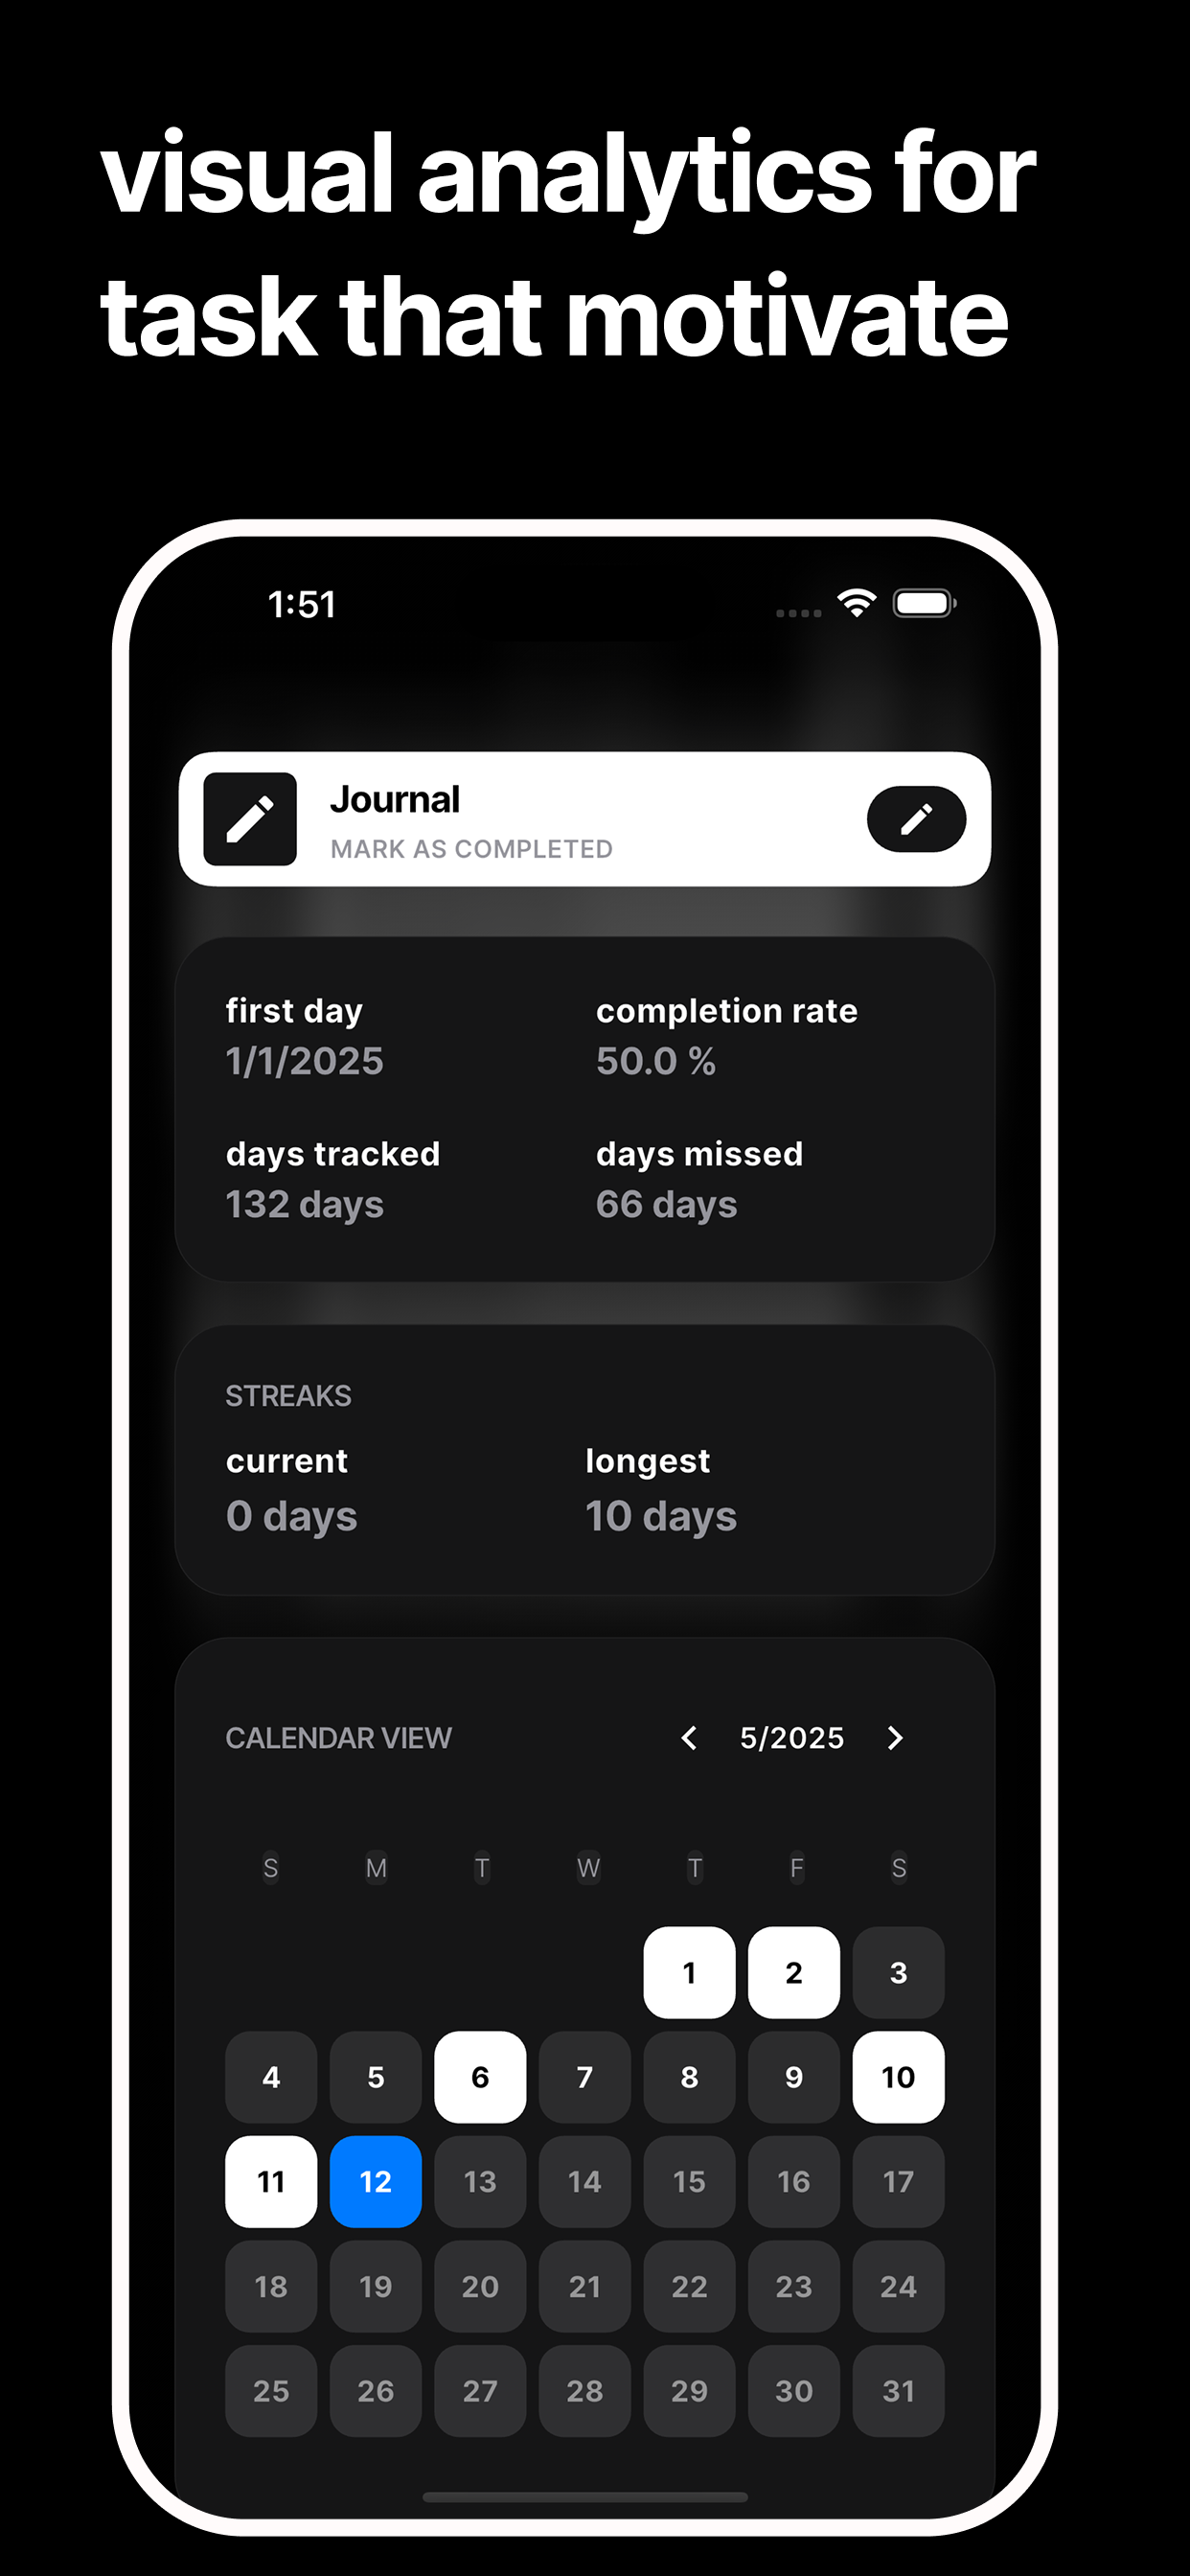 visual analytics for
task that motivate
1:51
Journal
MARK AS COMPLETED
first day completion rate
1/1/2025 50.0 %
days tracked days missed
132 days 66 days
STREAKS
current longest
0 days 10 days
CALENDAR VIEW 5/2025
S M T W T F S
1 2 3
4 5 6 7 8 9 10
11 12 13 14 15 16 17
18 19 20 21 22 23 24
25 26 27 28 29 30 31